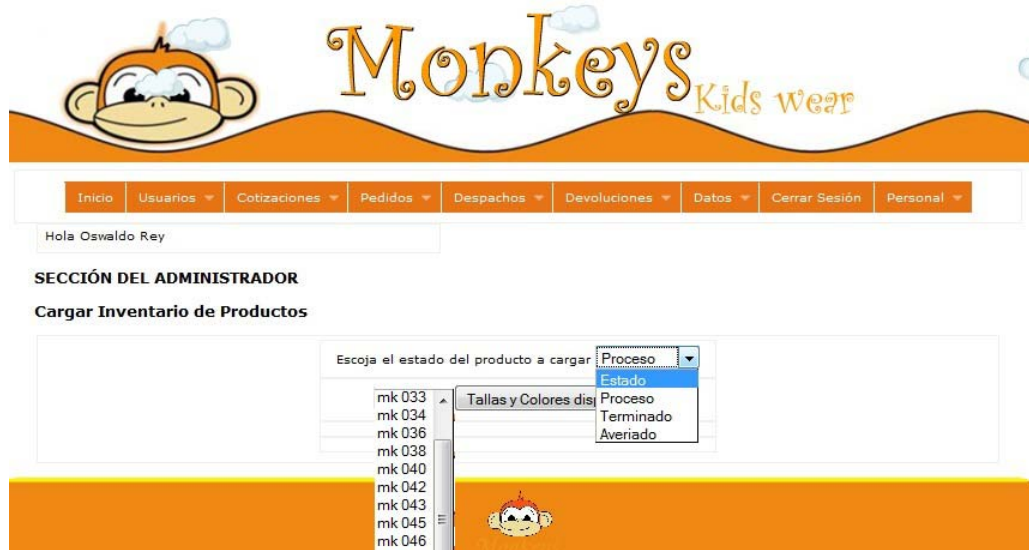 Monkeys
Kids wear
Inicio Usuarios Cotizaciones Pedidos Despachos Devoluciones Datos Cerrar Sesión Personal
Hola Oswaldo Rey
SECCIÓN DEL ADMINISTRADOR
Cargar Inventario de Productos
Escoja el estado del producto a cargar Proceso
Estado
Proceso
Terminado
Averiado
Tallas y Colores disp
mk 033
mk 034
mk 036
mk 038
mk 040
mk 042
mk 043
mk 045
mk 046